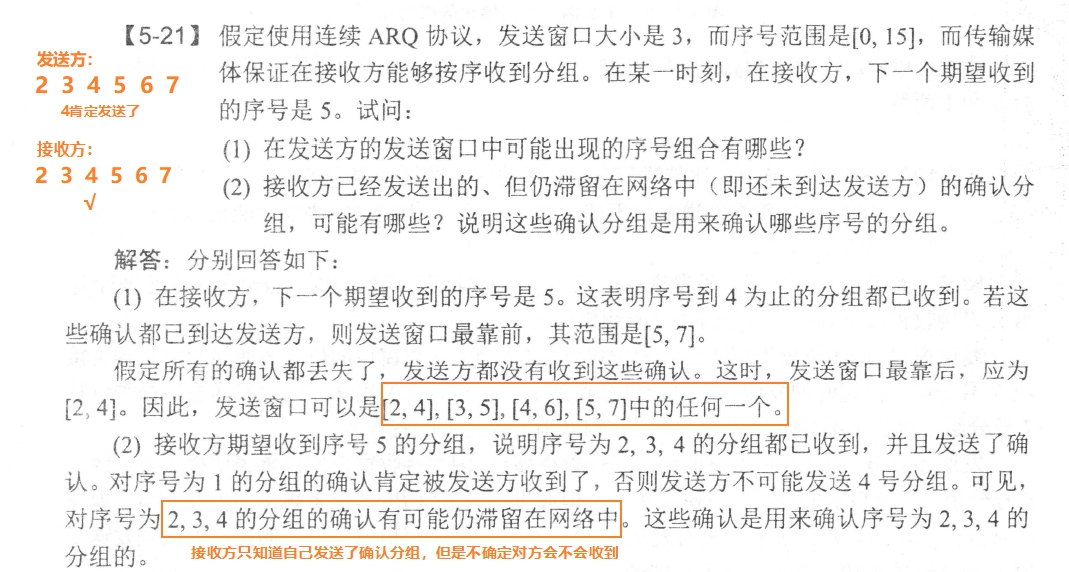 【5-21】 假定使用连续 ARQ 协议，发送窗口大小是 3，而序号范围是[0, 15]，而传输媒
体保证在接收方能够按序收到分组。在某一时刻，在接收方，下一个期望收到
的序号是 5。试问：
发送方：
2 3 4 5 6 7
4肯定发送了
接收方：
2 3 4 5 6 7
√
(1) 在发送方的发送窗口中可能出现的序号组合有哪些？
(2) 接收方已经发送出的、但仍滞留在网络中（即还未到达发送方）的确认分
组，可能有哪些？说明这些确认分组是用来确认哪些序号的分组。
解答：分别回答如下：
(1) 在接收方，下一个期望收到的序号是 5。这表明序号到 4 为止的分组都已收到。若这
些确认都已到达发送方，则发送窗口最靠前，其范围是[5, 7]。
假定所有的确认都丢失了，发送方都没有收到这些确认。这时，发送窗口最靠后，应为
[2, 4]。因此，发送窗口可以是[2, 4], [3, 5], [4, 6], [5, 7]中的任何一个。
(2) 接收方期望收到序号 5 的分组，说明序号为 2, 3, 4 的分组都已收到，并且发送了确
认。对序号为 1 的分组的确认肯定被发送方收到了，否则发送方不可能发送 4 号分组。可见，
对序号为 2, 3, 4 的分组的确认有可能仍滞留在网络中。这些确认是用来确认序号为 2, 3, 4 的
分组的。
接收方只知道自己发送了确认分组，但是不确定对方会不会收到